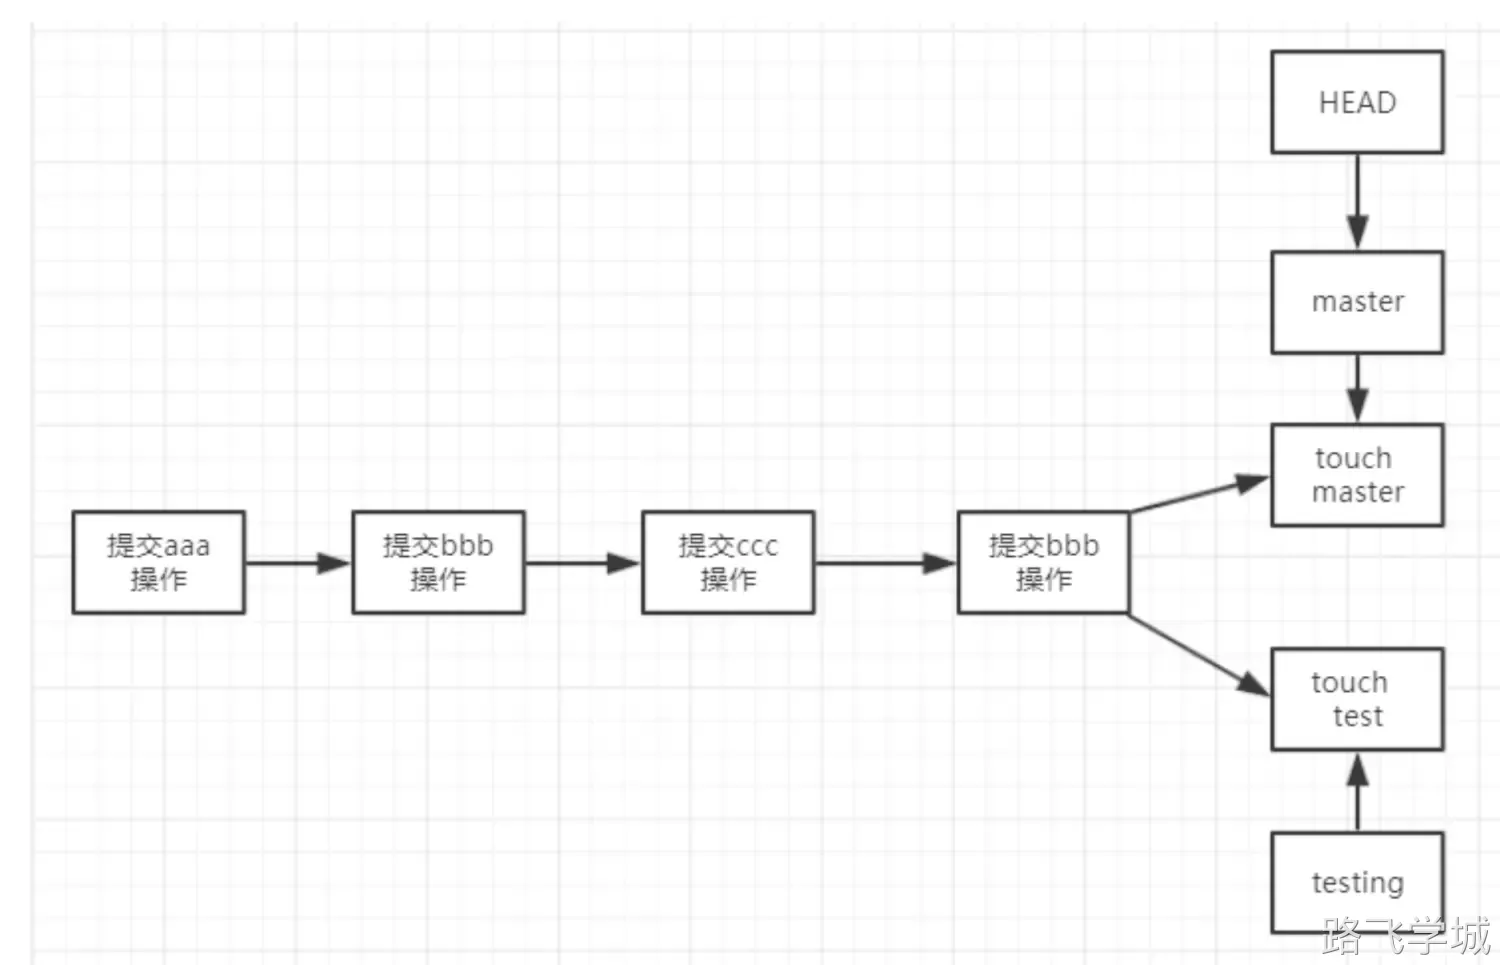 HEAD
master
touch
master
提交aaa
操作
提交bbb
操作
提交ccc
操作
提交bbb
操作
touch
test
testing
路飞学城